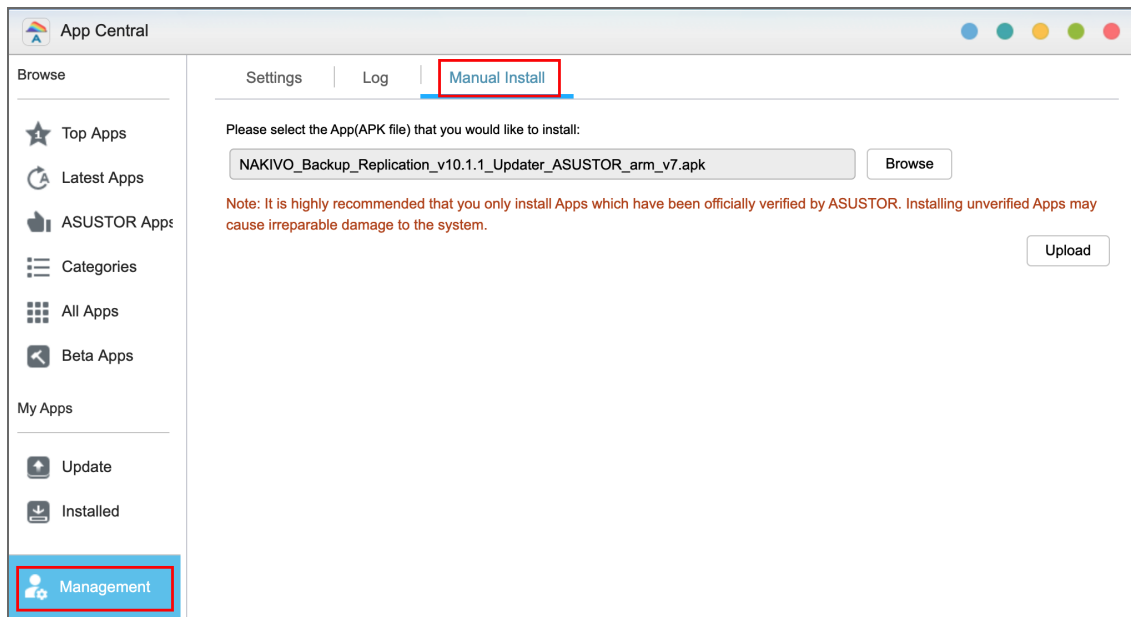 App Central
Browse
Top Apps
Latest Apps
ASUSTOR Apps
Categories
All Apps
Beta Apps
My Apps
Update
Installed
Management
Settings
Log
Manual Install
Please select the App(APK file) that you would like to install:
NAKIVO_Backup_Replication_v10.1.1_Updater_ASUSTOR_arm_v7.apk
Browse
Note: It is highly recommended that you only install Apps which have been officially verified by ASUSTOR. Installing unverified Apps may
cause irreparable damage to the system.
Upload